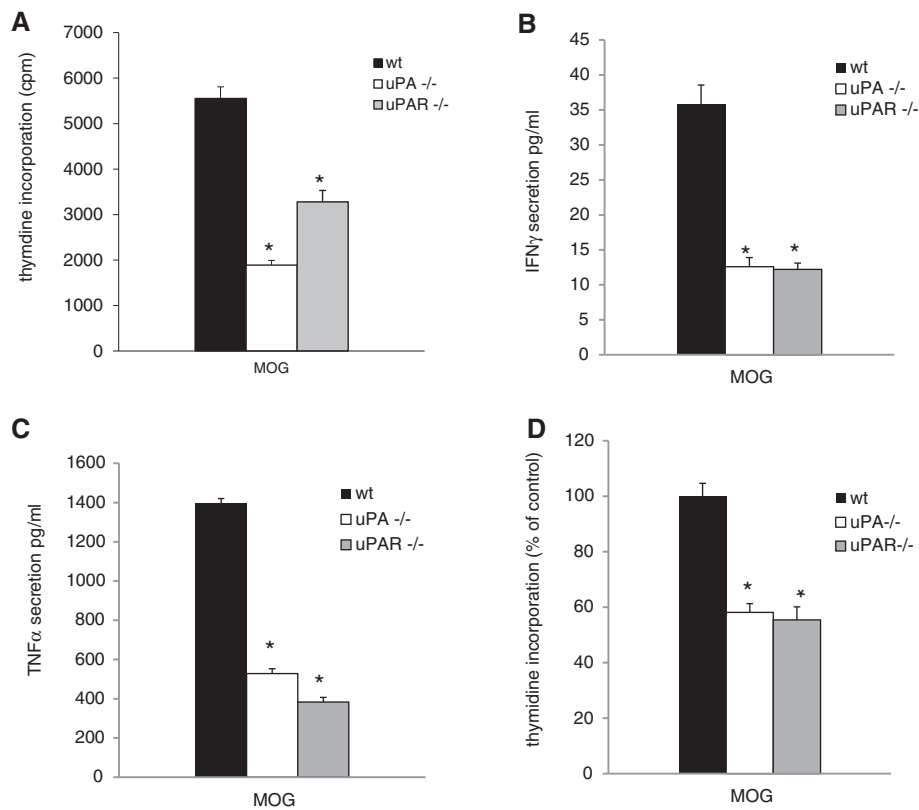 A
thymdine incorporation (cpm)
7000
6000
5000
4000
3000
2000
1000
0
*
*
MOG
wt
uPA -/-
uPAR -/-
B
IFNγ secretion pg/ml
45
40
35
30
25
20
15
10
5
0
*
*
MOG
wt
uPA -/-
uPAR -/-
C
TNFα secretion pg/ml
1600
1400
1200
1000
800
600
400
200
0
*
*
MOG
wt
uPA -/-
uPAR -/-
D
thymidine incorporation (% of control)
120
100
80
60
40
20
0
*
*
MOG
wt
uPA-/-
uPAR-/-